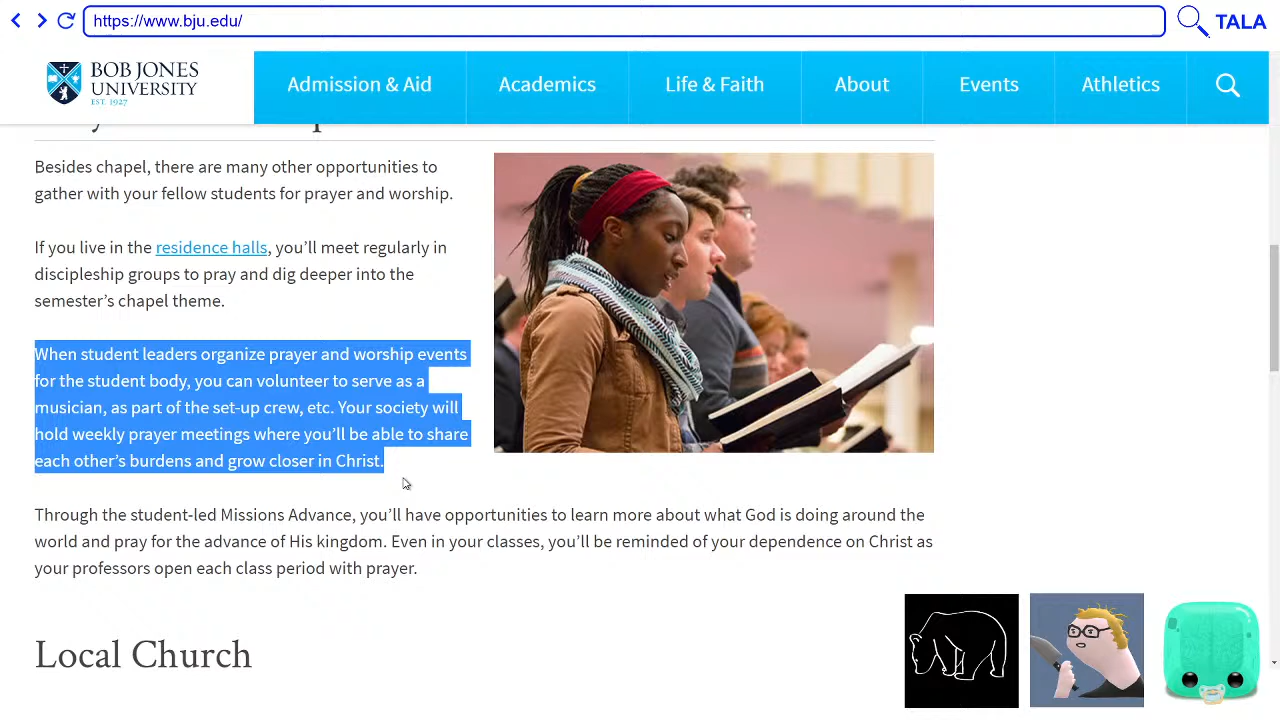 https://www.bju.edu/
TALA
BOB JONES
UNIVERSITY
EST. 1927
Admission & Aid
Academics
Life & Faith
About
Events
Athletics
Besides chapel, there are many other opportunities to
gather with your fellow students for prayer and worship.
If you live in the residence halls, you’ll meet regularly in
discipleship groups to pray and dig deeper into the
semester’s chapel theme.
When student leaders organize prayer and worship events
for the student body, you can volunteer to serve as a
musician, as part of the set-up crew, etc. Your society will
hold weekly prayer meetings where you’ll be able to share
each other’s burdens and grow closer in Christ.
Through the student-led Missions Advance, you’ll have opportunities to learn more about what God is doing around the
world and pray for the advance of His kingdom. Even in your classes, you’ll be reminded of your dependence on Christ as
your professors open each class period with prayer.
Local Church